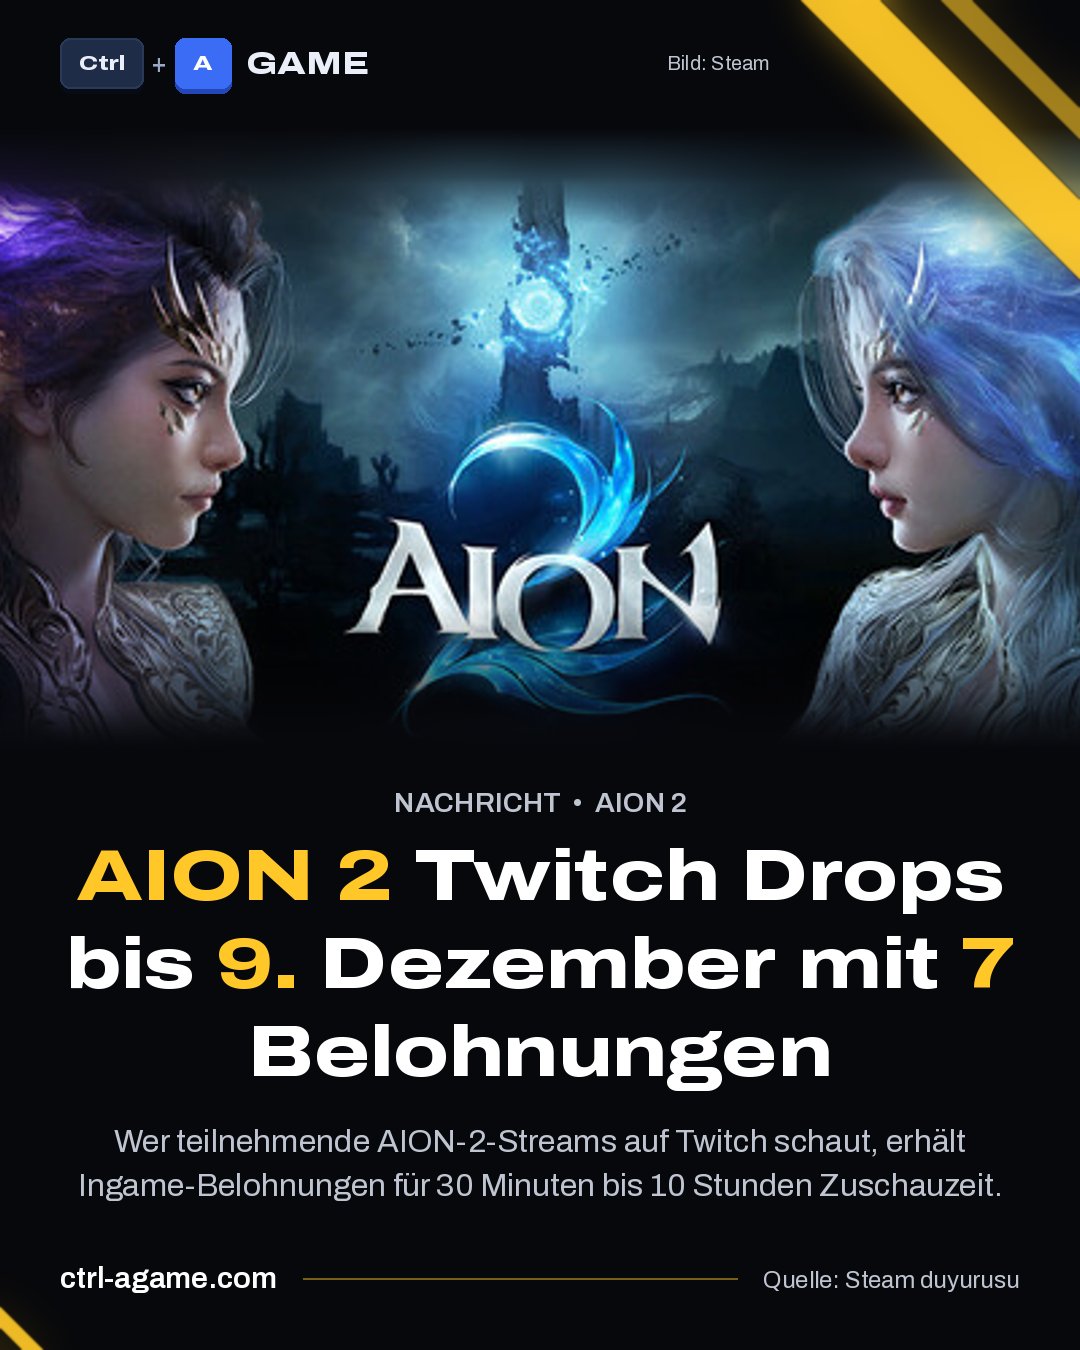 Ctrl + A GAME
Bild: Steam
AION 2
NACHRICHT • AION 2
AION 2 Twitch Drops
bis 9. Dezember mit 7
Belohnungen
Wer teilnehmende AION-2-Streams auf Twitch schaut, erhält
Ingame-Belohnungen für 30 Minuten bis 10 Stunden Zuschauzeit.
ctrl-agame.com
Quelle: Steam duyurusu